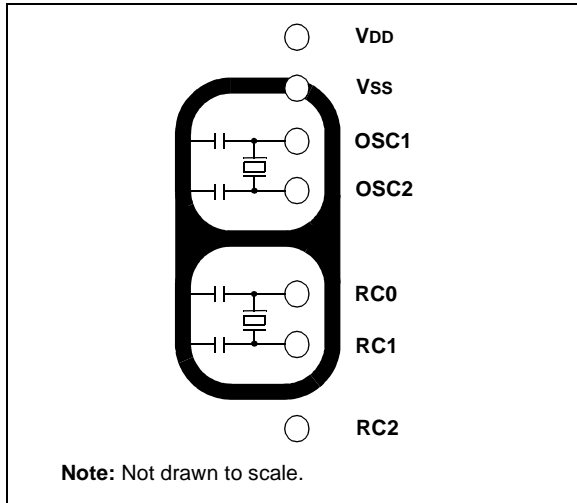 VDD
VSS
OSC1
OSC2
RC0
RC1
RC2
Note: Not drawn to scale.